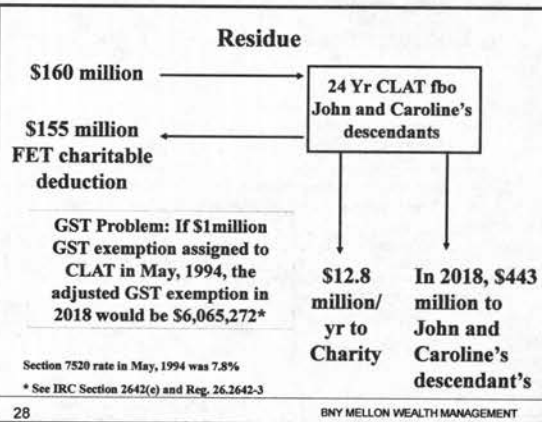 Residue
$160 million
24 Yr CLAT fbo
John and Caroline's
descendants
$155 million
FET charitable
deduction
GST Problem: If $1million
GST exemption assigned to
CLAT in May, 1994, the
adjusted GST exemption in
2018 would be $6,065,272*
$12.8
million/
yr to
Charity
In 2018, $443
million to
John and
Caroline's
descendant's
Section 7520 rate in May, 1994 was 7.8%
* See IRC Section 2642(e) and Reg. 26.2642-3
28
BNY MELLON WEALTH MANAGEMENT